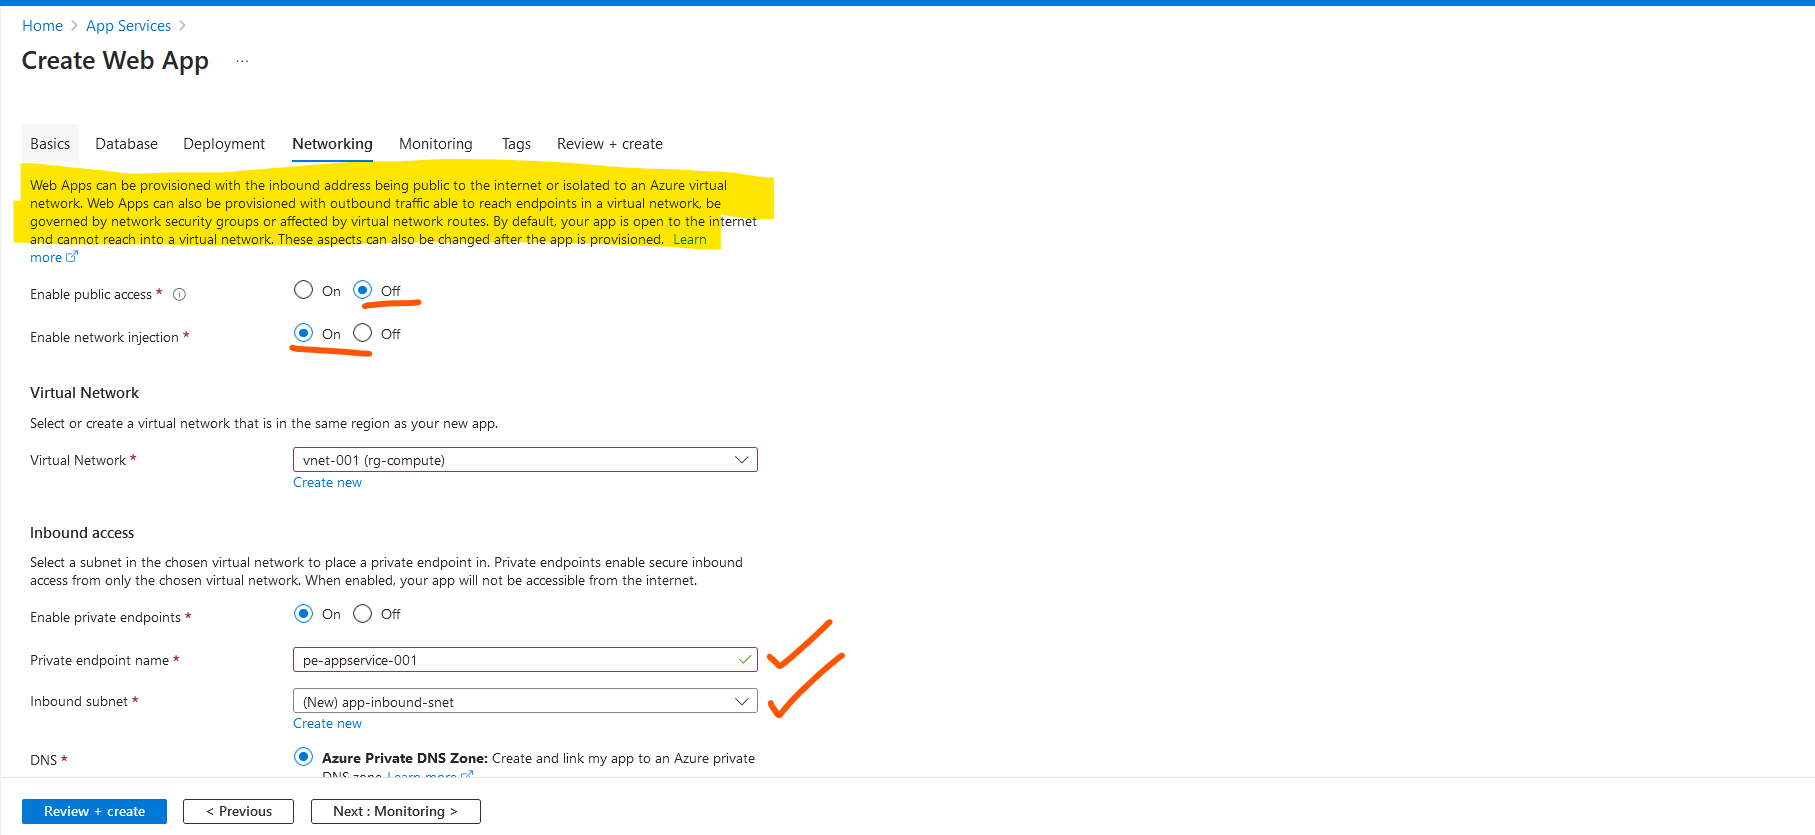 Home > App Services >
Create Web App ...
Basics Database Deployment Networking Monitoring Tags Review + create
Web Apps can be provisioned with the inbound address being public to the internet or isolated to an Azure virtual
network. Web Apps can also be provisioned with outbound traffic able to reach endpoints in a virtual network, be
governed by network security groups or affected by virtual network routes. By default, your app is open to the internet
and cannot reach into a virtual network. These aspects can also be changed after the app is provisioned. Learn
more
Enable public access * On Off
Enable network injection * On Off
Virtual Network
Select or create a virtual network that is in the same region as your new app.
Virtual Network * vnet-001 (rg-compute)
Create new
Inbound access
Select a subnet in the chosen virtual network to place a private endpoint in. Private endpoints enable secure inbound
access from only the chosen virtual network. When enabled, your app will not be accessible from the internet.
Enable private endpoints * On Off
Private endpoint name * pe-appservice-001
Inbound subnet * (New) app-inbound-snet
Create new
DNS * Azure Private DNS Zone: Create and link my app to an Azure private
DNS zone. Learn more
Review + create < Previous Next : Monitoring >